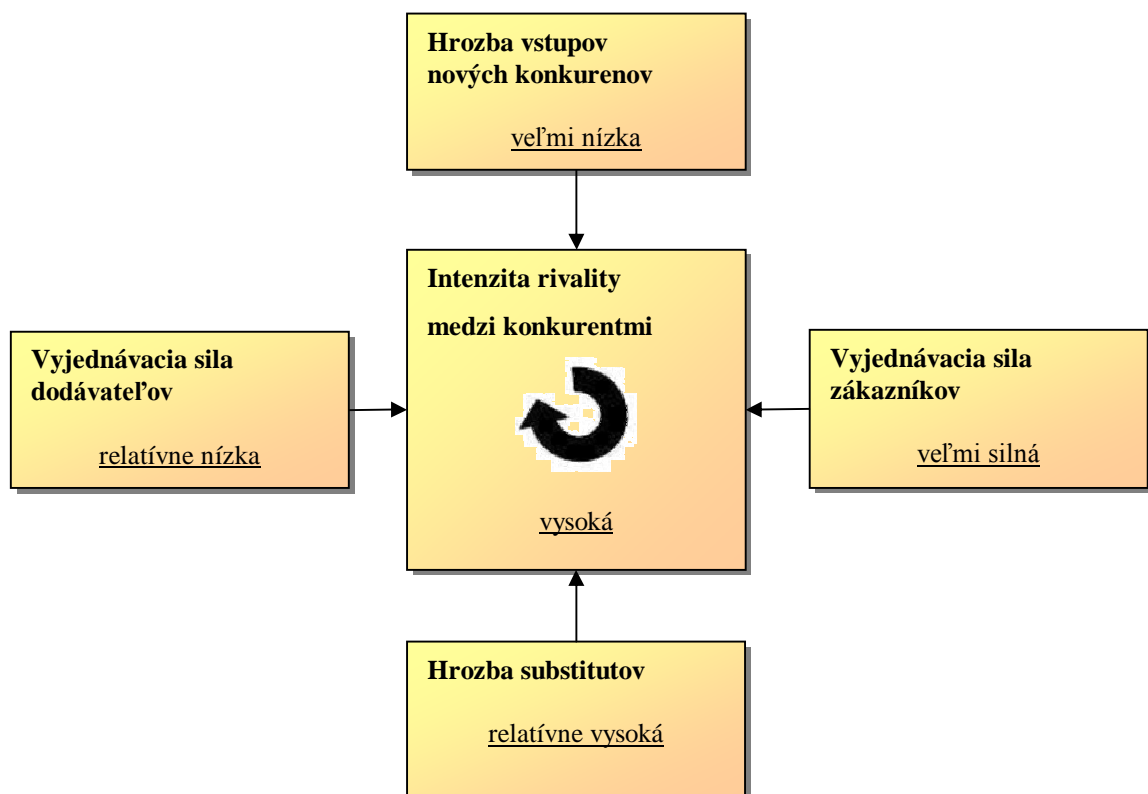 Hrozba vstupov
nových konkurenov
veľmi nízka
Intenzita rivality
medzi konkurentmi
vysoká
Vyjednávacia sila
dodávateľov
relatívne nízka
Vyjednávacia sila
zákazníkov
veľmi silná
Hrozba substitutov
relatívne vysoká